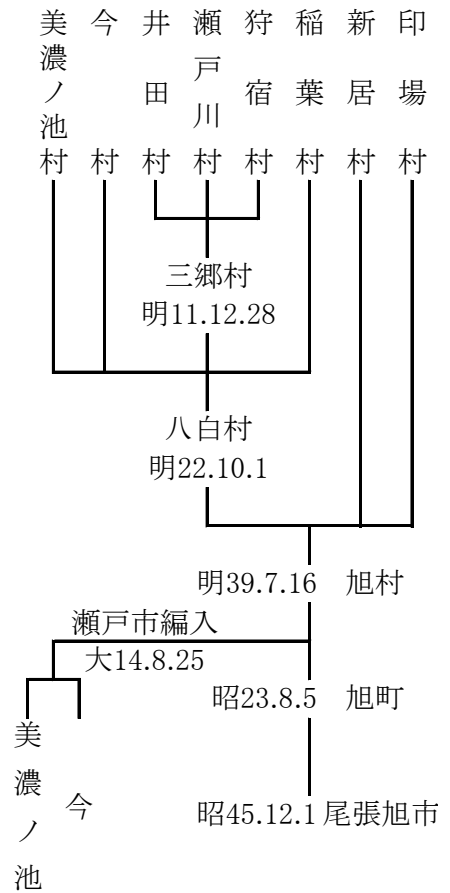 美濃ノ池村
今村
井田村
瀬戸川村
狩宿村
稲葉村
新居村
印場村
三郷村
明11.12.28
八白村
明22.10.1
明39.7.16 旭村
瀬戸市編入
大14.8.25
昭23.8.5 旭町
美濃ノ池
今
昭45.12.1 尾張旭市